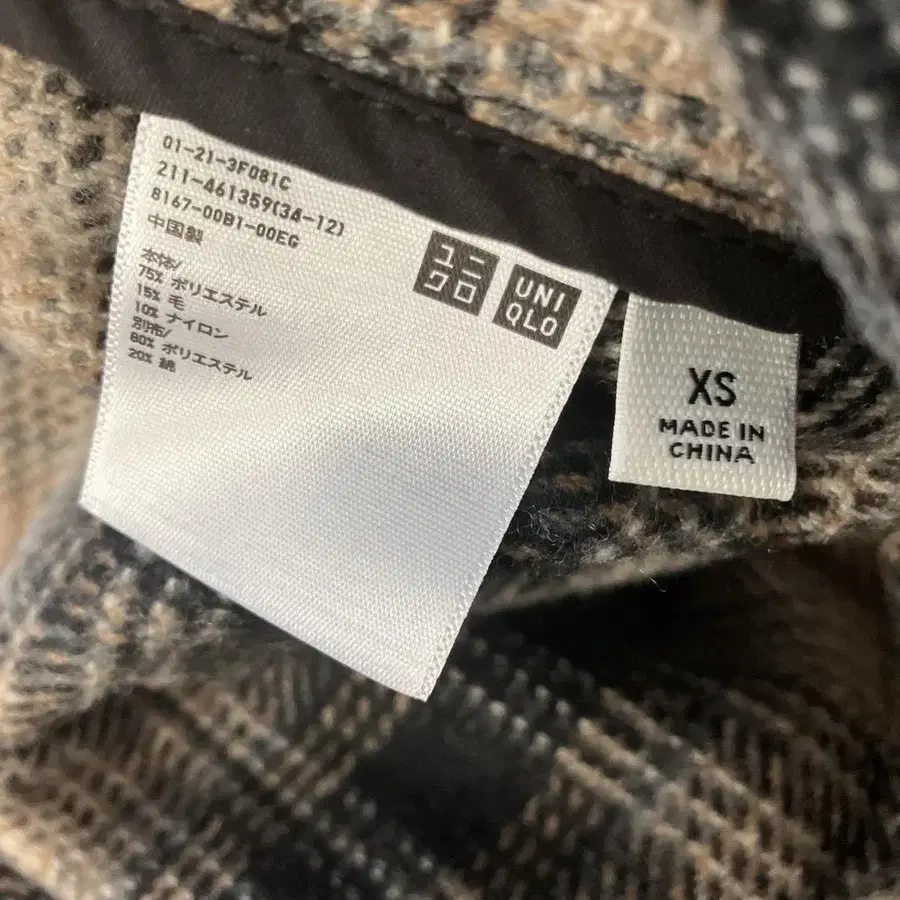 01-21-3F081C
211-461359(34-12)
8167-00B1-00EG
中国製
本体/
75% ポリエステル
15% 毛
10% ナイロン
別布/
80% ポリエステル
20% 綿
ユニ
クロ
UNI
QLO
XS
MADE IN
CHINA